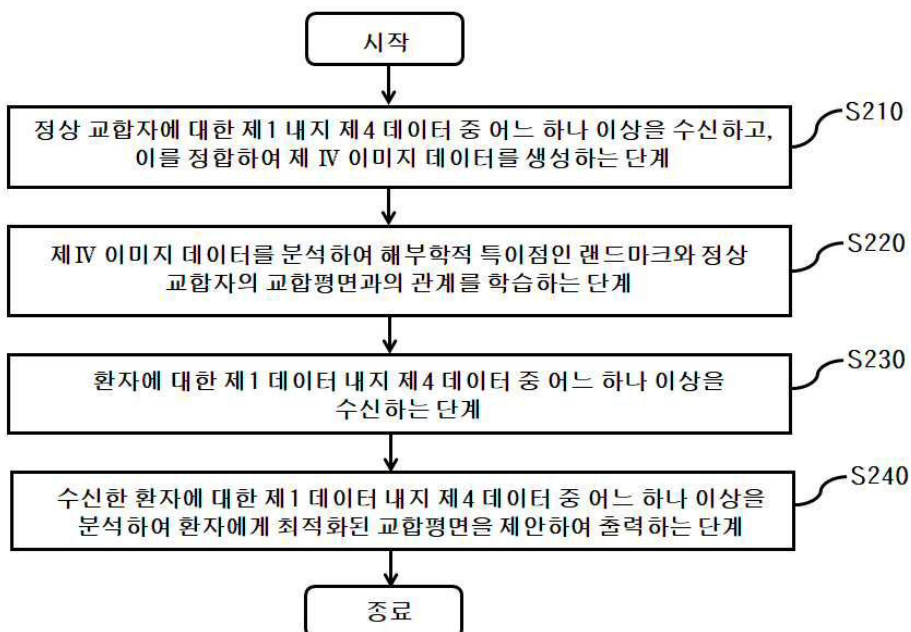 시작
S210
정상 교합자에 대한 제1 내지 제4 데이터 중 어느 하나 이상을 수신하고,
이를 정합하여 제 Ⅳ 이미지 데이터를 생성하는 단계
S220
제Ⅳ 이미지 데이터를 분석하여 해부학적 특이점인 랜드마크와 정상
교합자의 교합평면과의 관계를 학습하는 단계
S230
환자에 대한 제1 데이터 내지 제4 데이터 중 어느 하나 이상을
수신하는 단계
S240
수신한 환자에 대한 제1 데이터 내지 제4 데이터 중 어느 하나 이상을
분석하여 환자에게 최적화된 교합평면을 제안하여 출력하는 단계
종료